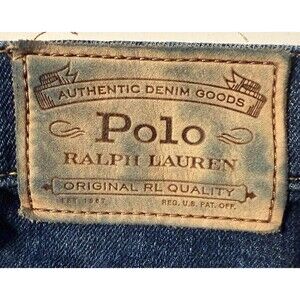 AUTHENTIC DENIM GOODS
Polo
RALPH LAUREN
ORIGINAL RL QUALITY
EST. 1967 REG. U.S. PAT. OFF.